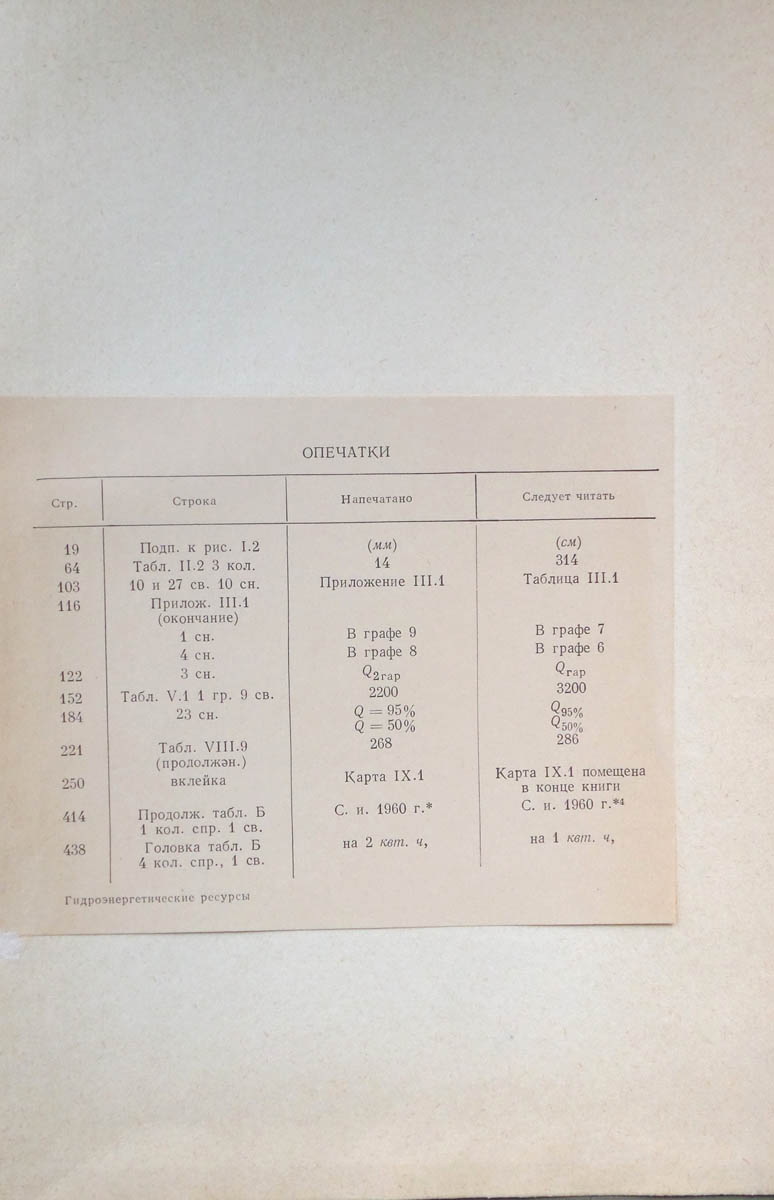 ОПЕЧАТКИ
Стр. Строка Напечатано Следует читать
19 Подп. к рис. I.2 (мм) (см)
64 Табл. II.2 3 кол. 14 314
103 10 и 27 св. 10 сн. Приложение III.1 Таблица III.1
116 Прилож. III.1
(окончание)
1 сн. В графе 9 В графе 7
4 сн. В графе 8 В графе 6
122 3 сн. Q2гар Qгар
152 Табл. V.1 1 гр. 9 св. 2200 3200
184 23 сн. Q = 95% Q95%
Q = 50% Q50%
221 Табл. VIII.9 268 286
(продолжэн.)
250 вклейка Карта IX.1 Карта IX.1 помещена
в конце книги
414 Продолж. табл. Б С. и. 1960 г.* С. и. 1960 г.*4
1 кол. спр. 1 св.
438 Головка табл. Б на 2 квт. ч, на 1 квт. ч,
4 кол. спр., 1 св.
Гидроэнергетические ресурсы